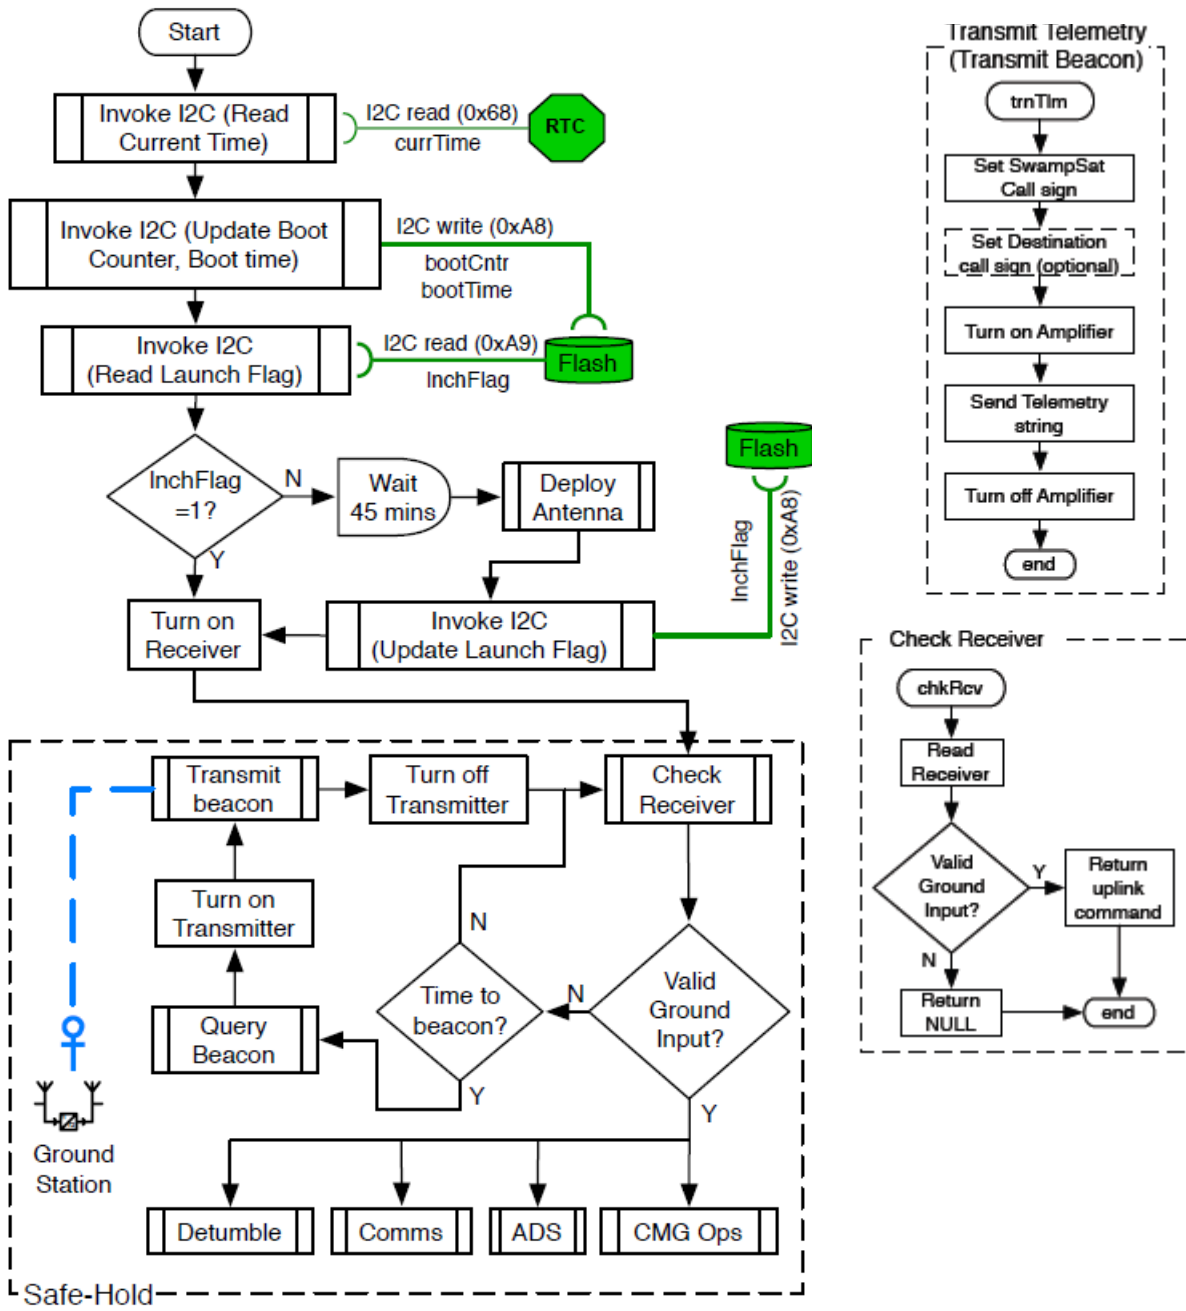 Start
Invoke I2C (Read
Current Time)
I2C read (0x68)
currTime
RTC
Invoke I2C (Update Boot
Counter, Boot time)
I2C write (0xA8)
bootCntr
bootTime
Invoke I2C
(Read Launch Flag)
I2C read (0xA9)
lnchFlag
Flash
lnchFlag
=1?
N
Y
Wait
45 mins
Deploy
Antenna
Flash
lnchFlag
I2C write (0xA8)
Turn on
Receiver
Invoke I2C
(Update Launch Flag)
Transmit
beacon
Turn off
Transmitter
Check
Receiver
Turn on
Transmitter
N
Time to
beacon?
N
Valid
Ground
Input?
Query
Beacon
Y
Y
Ground
Station
Detumble
Comms
ADS
CMG Ops
Safe-Hold
Transmit Telemetry
(Transmit Beacon)
trnTlm
Set SwampSat
Call sign
Set Destination
call sign (optional)
Turn on Amplifier
Send Telemetry
string
Turn off Amplifier
end
Check Receiver
chkRcv
Read
Receiver
Valid
Ground
Input?
Y
Return
uplink
command
N
Return
NULL
end